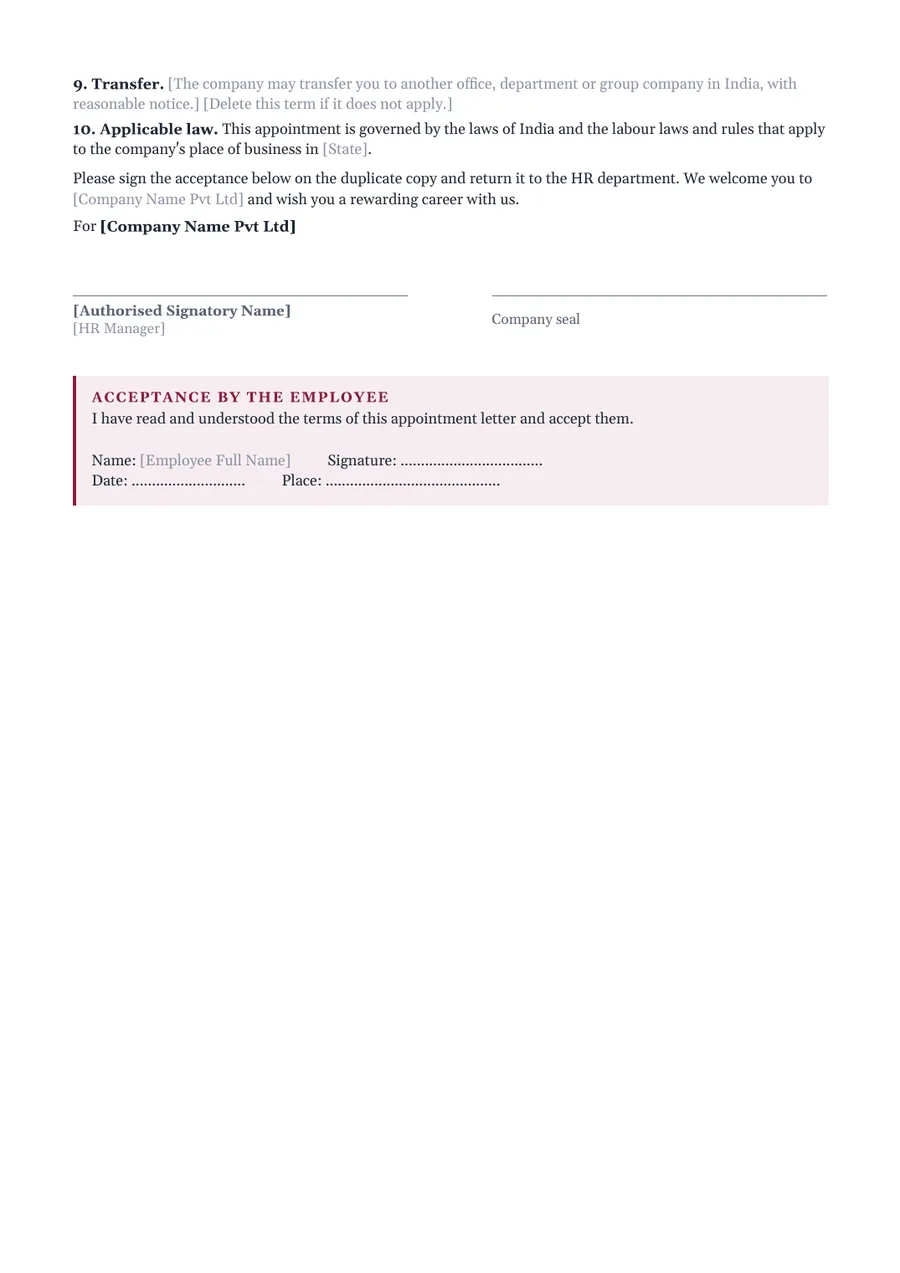 9. Transfer. [The company may transfer you to another office, department or group company in India, with
reasonable notice.] [Delete this term if it does not apply.]
10. Applicable law. This appointment is governed by the laws of India and the labour laws and rules that apply
to the company's place of business in [State].
Please sign the acceptance below on the duplicate copy and return it to the HR department. We welcome you to
[Company Name Pvt Ltd] and wish you a rewarding career with us.
For [Company Name Pvt Ltd]
[Authorised Signatory Name]
[HR Manager]
Company seal
ACCEPTANCE BY THE EMPLOYEE
I have read and understood the terms of this appointment letter and accept them.
Name: [Employee Full Name] Signature: ...................................
Date: ............................ Place: ...........................................